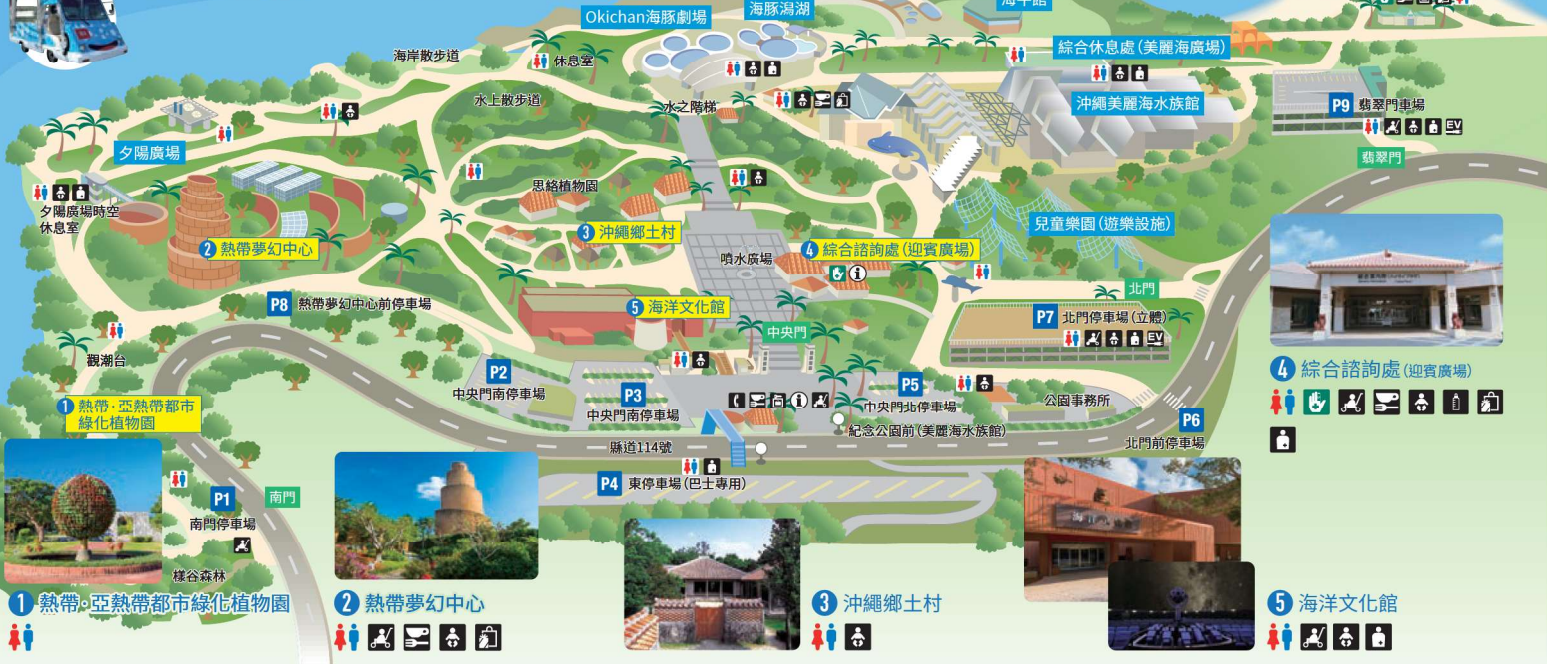 Okichan海豚劇場
海豚潟湖
海牛館
海岸散步道
休息室
綜合休息處(美麗海廣場)
水上散步道
水之階梯
沖繩美麗海水族館
P9 翡翠門車場
EV
翡翠門
夕陽廣場
夕陽廣場時空
休息室
思絡植物園
③ 沖繩鄉土村
② 熱帶夢幻中心
噴水廣場
④ 綜合諮詢處(迎賓廣場)
兒童樂園(遊樂設施)
北門
P8 熱帶夢幻中心前停車場
⑤ 海洋文化館
中央門
P7 北門停車場(立體)
EV
觀潮台
P2
中央門南停車場
P3
中央門南停車場
P5
中央門北停車場
公園事務所
① 熱帶·亞熱帶都市
綠化植物園
縣道114號
紀念公園前(美麗海水族館)
P6
北門前停車場
P4 東停車場(巴士專用)
P1
南門停車場
南門
樣谷森林
① 熱帶·亞熱帶都市綠化植物園
② 熱帶夢幻中心
③ 沖繩鄉土村
④ 綜合諮詢處(迎賓廣場)
⑤ 海洋文化館